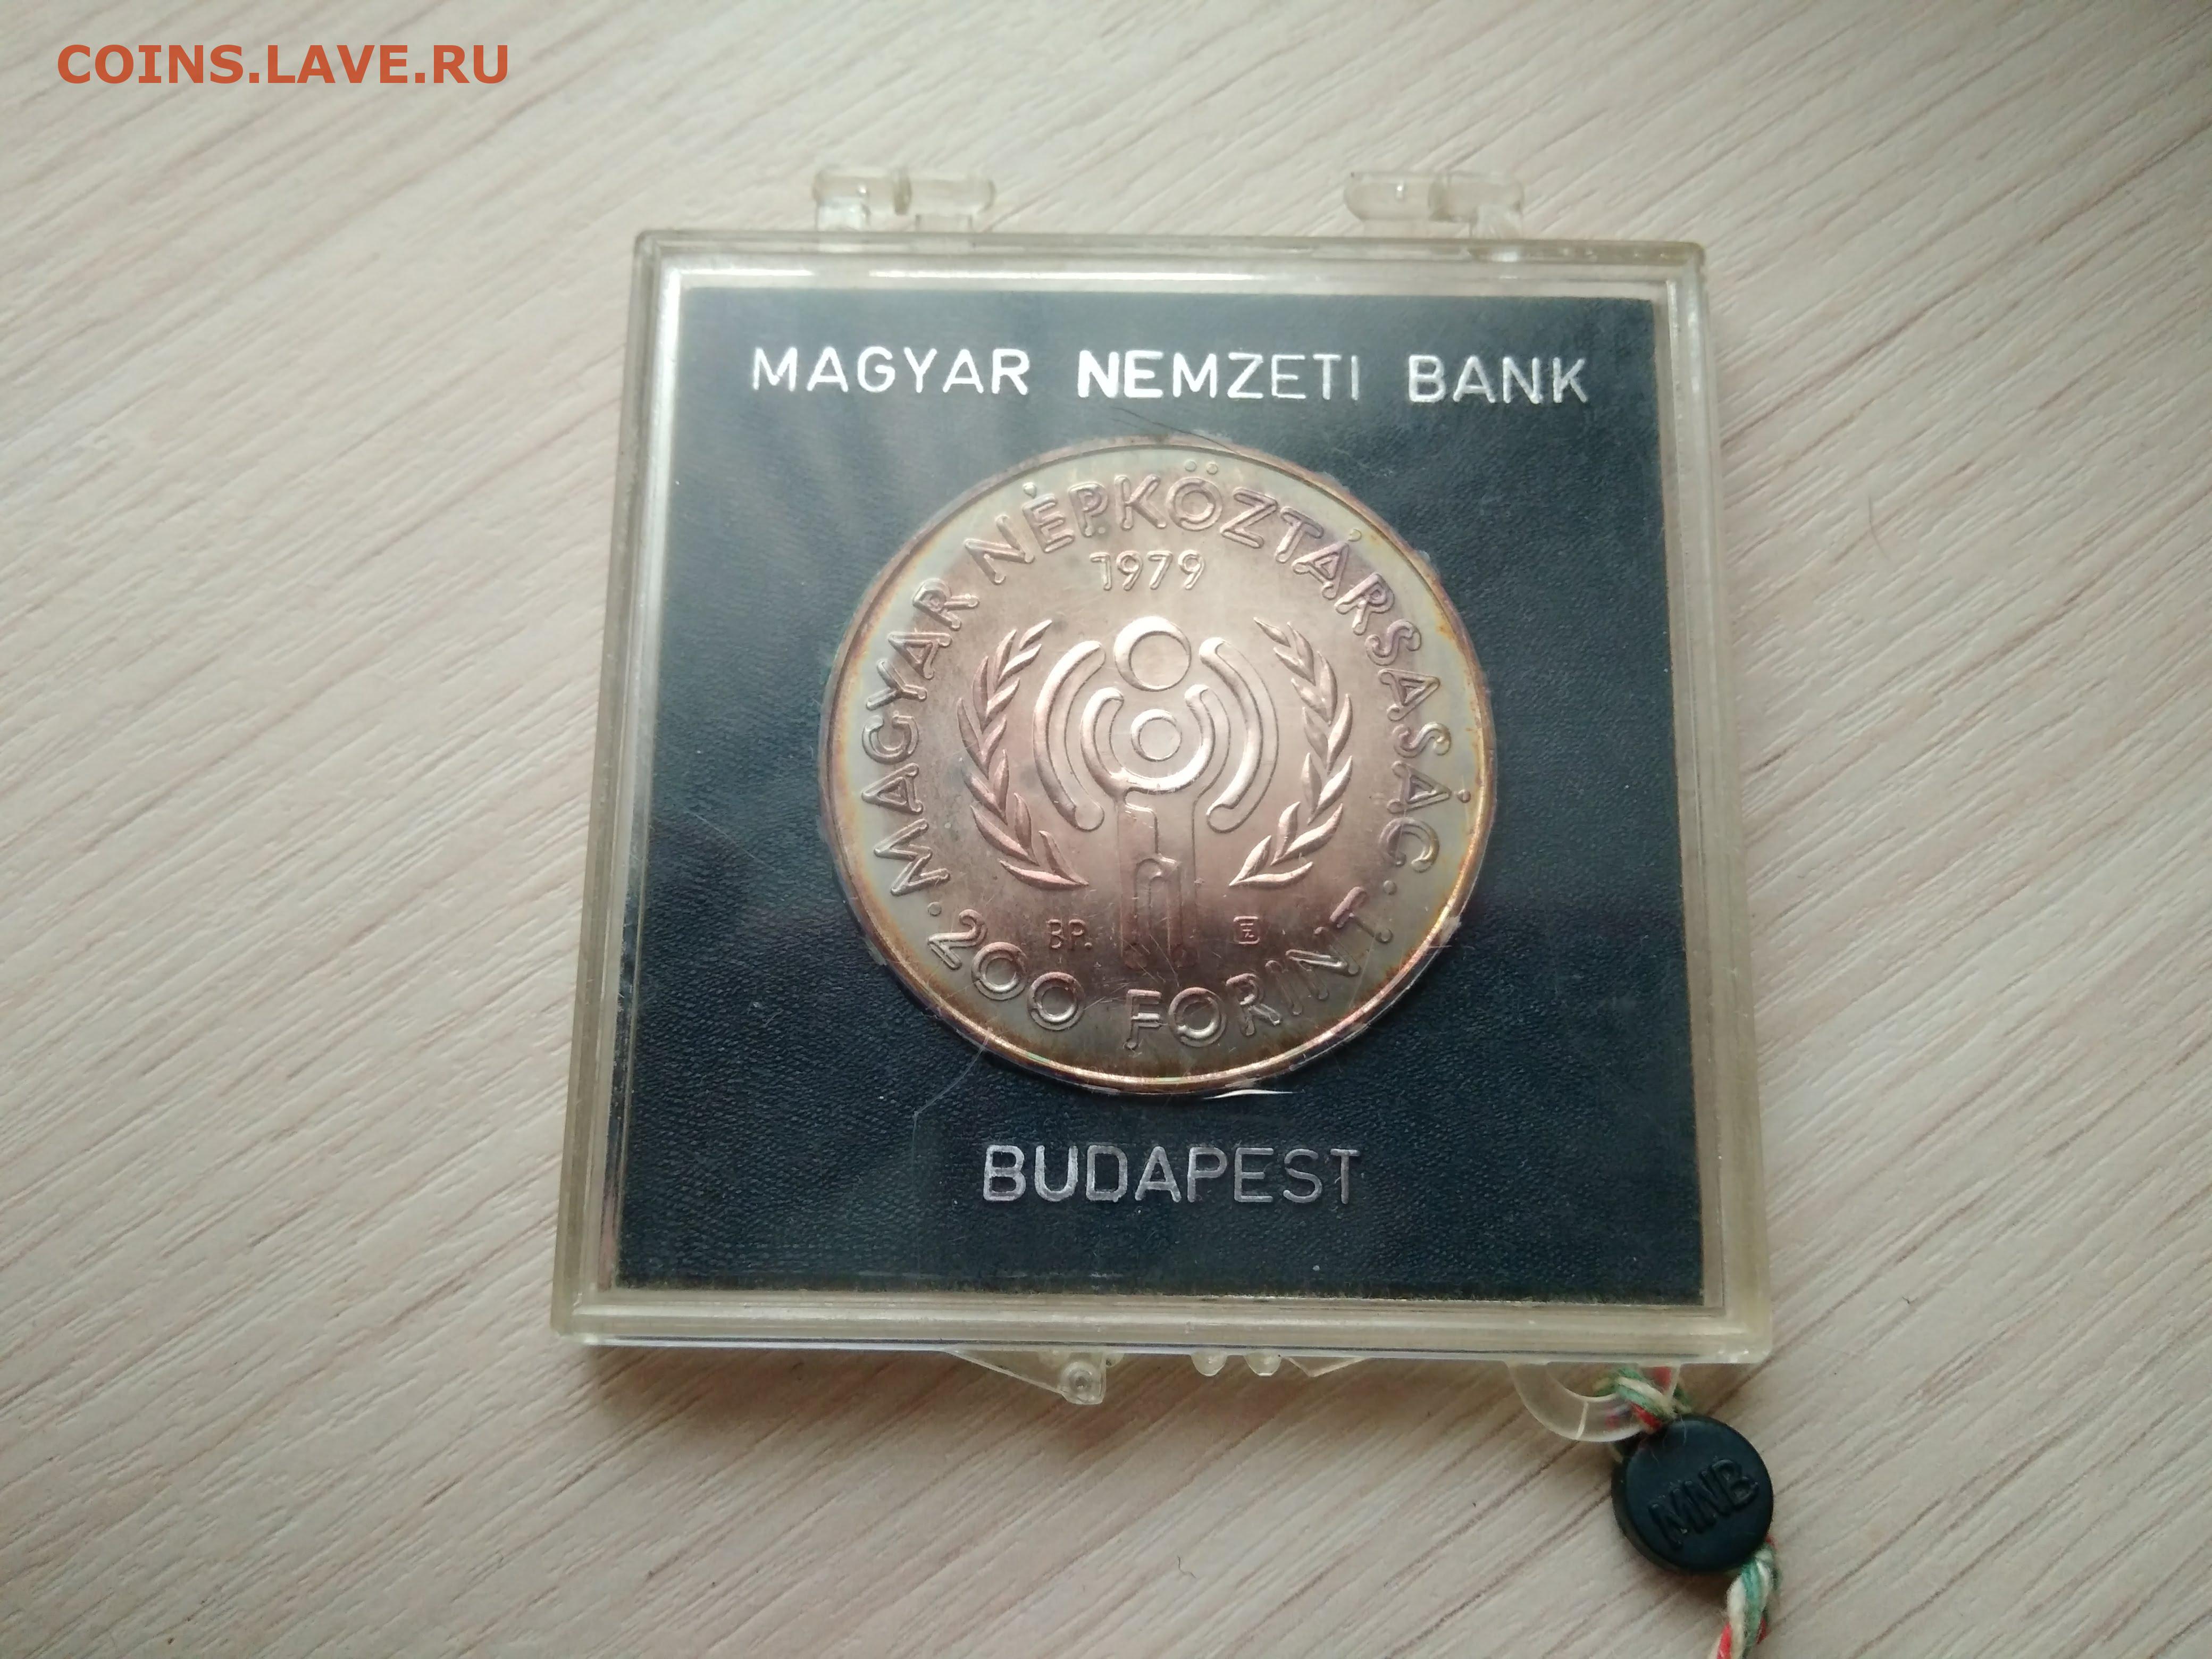 COINS.LAVE.RU
MAGYAR NEMZETI BANK
MAGYAR NÉPKÖZTÁRSASÁG
1979
BP.
· 200 FORINT ·
BUDAPEST
MNB